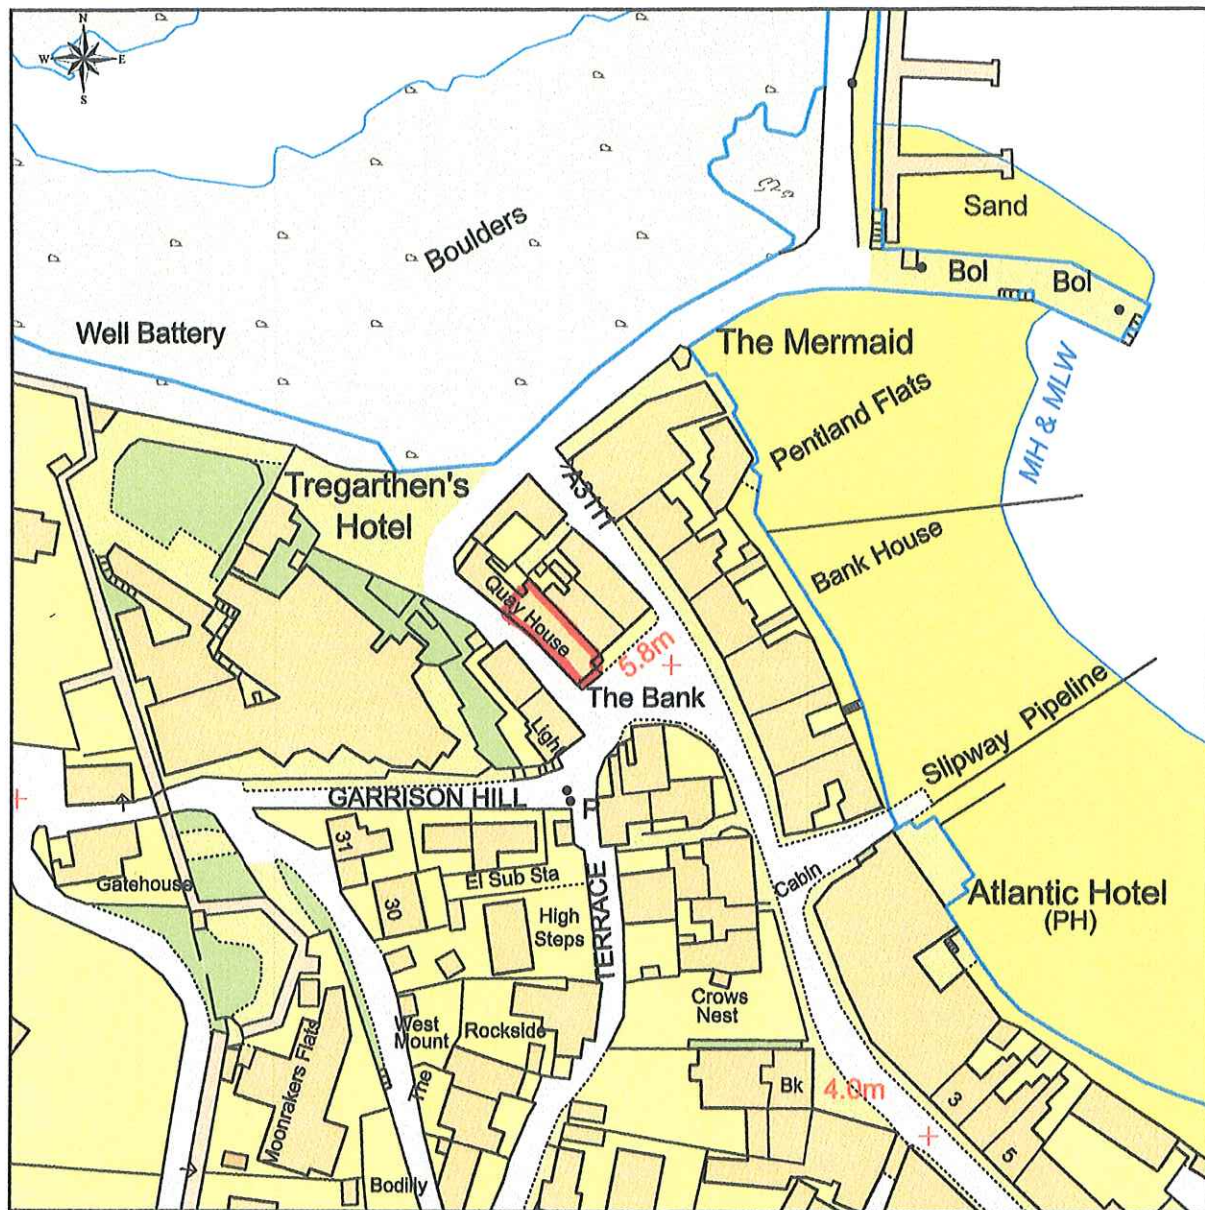 N
W E
S
Sand
Bol
Bol
Boulders
Well Battery
The Mermaid
Pentland Flats
MH & MLW
Tregarthen's
Hotel
A3111
Bank House
Quay House
5.8m
The Bank
Light
Slipway Pipeline
GARRISON HILL
P
31
El Sub Sta
Cabin
Gatehouse
30
High
Steps
TERRACE
Atlantic Hotel
(PH)
Crows
Nest
West
Mount
Rockside
The
Moonrakers Flats
Bk
4.0m
3
5
Bodilly